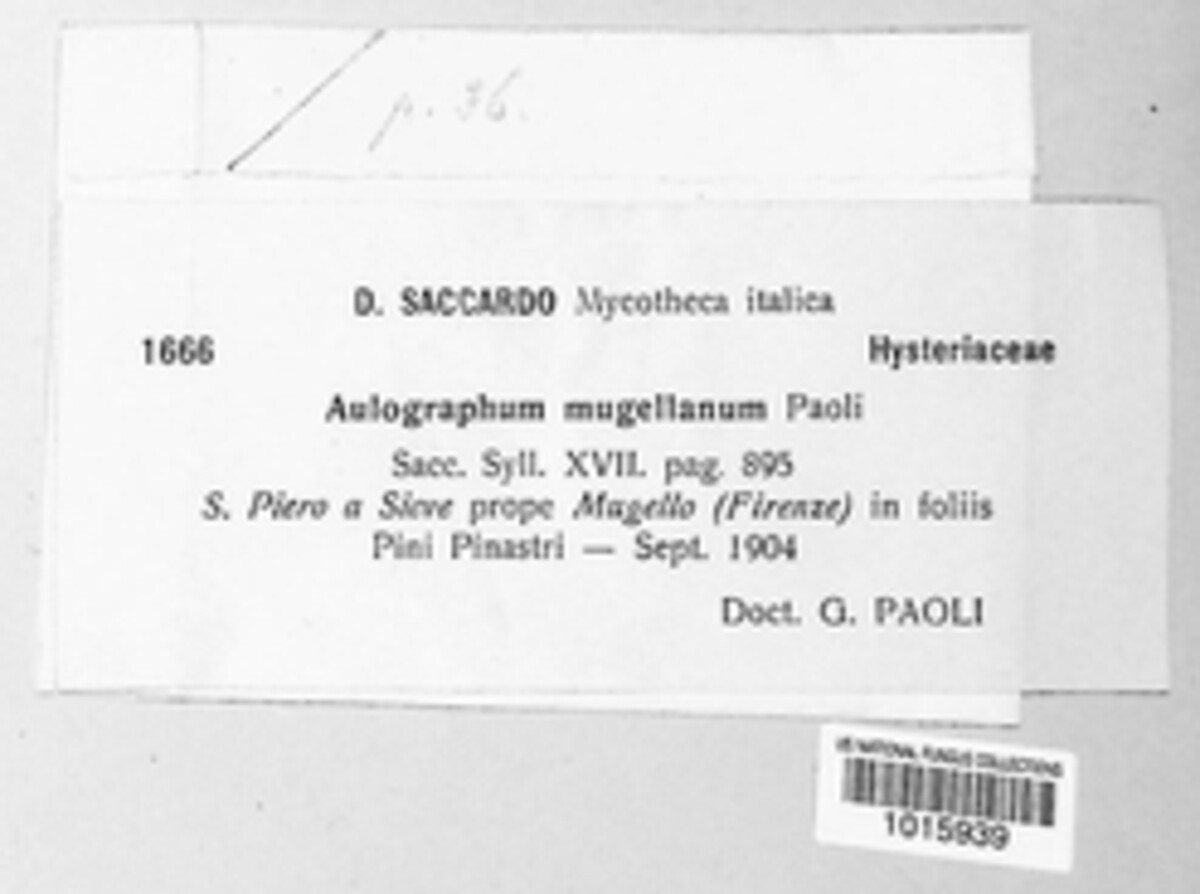 p. 36.
D. SACCARDO Mycotheca italica
1666
Hysteriaceae
Aulographum mugellanum Paoli
Sacc. Syll. XVII. pag. 895
S. Piero a Sieve prope Mugello (Firenze) in foliis
Pini Pinastri — Sept. 1904
Doct. G. PAOLI
US NATIONAL FUNGUS COLLECTIONS
1015939